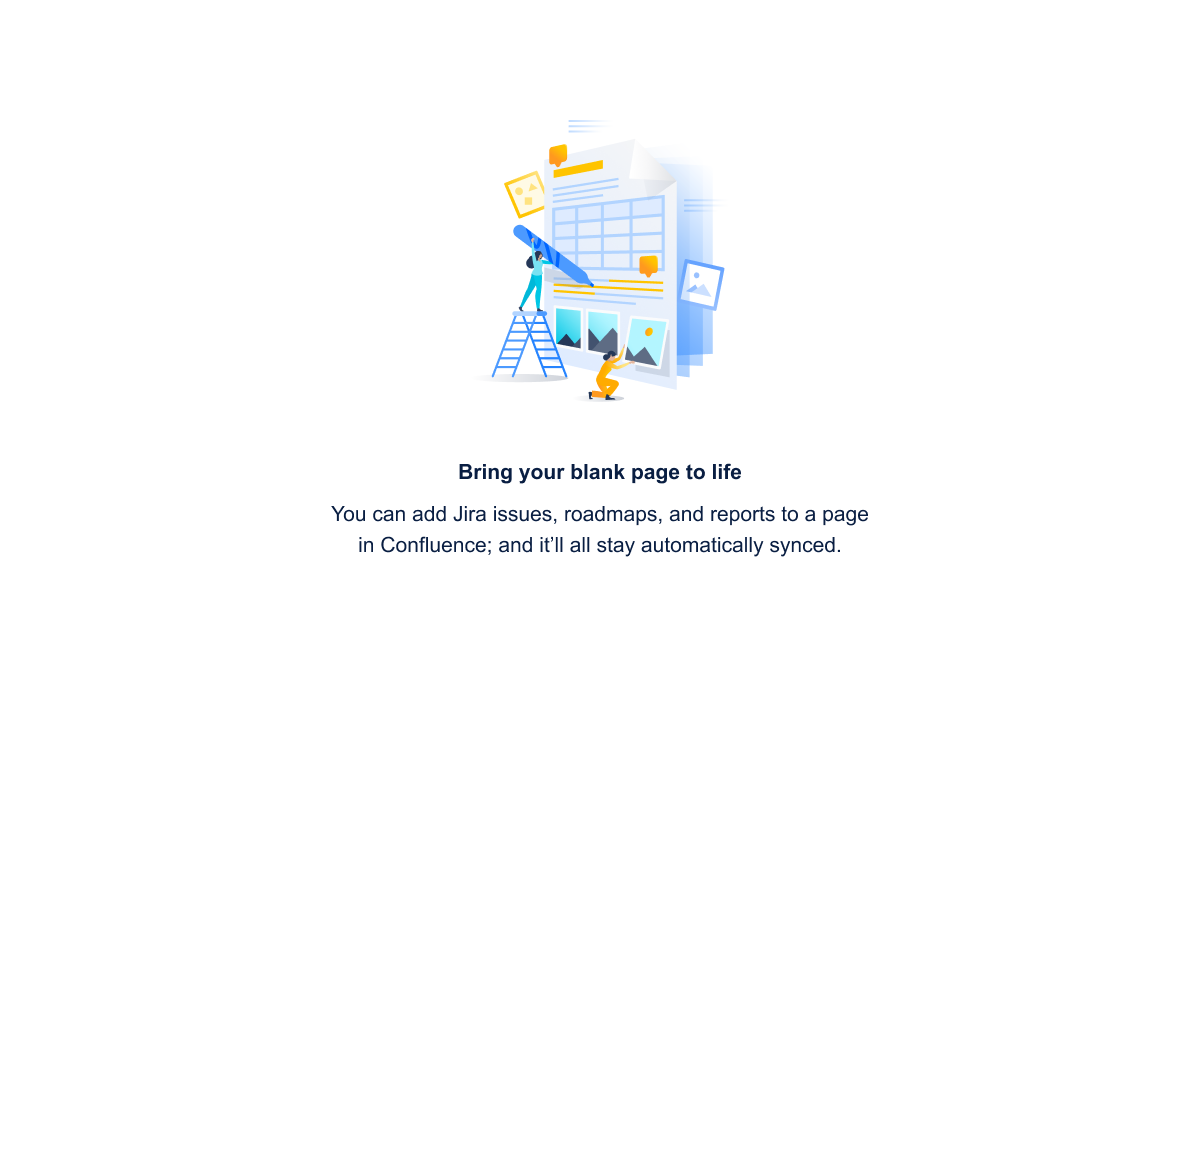 Bring your blank page to life
You can add Jira issues, roadmaps, and reports to a page
in Confluence; and it’ll all stay automatically synced.